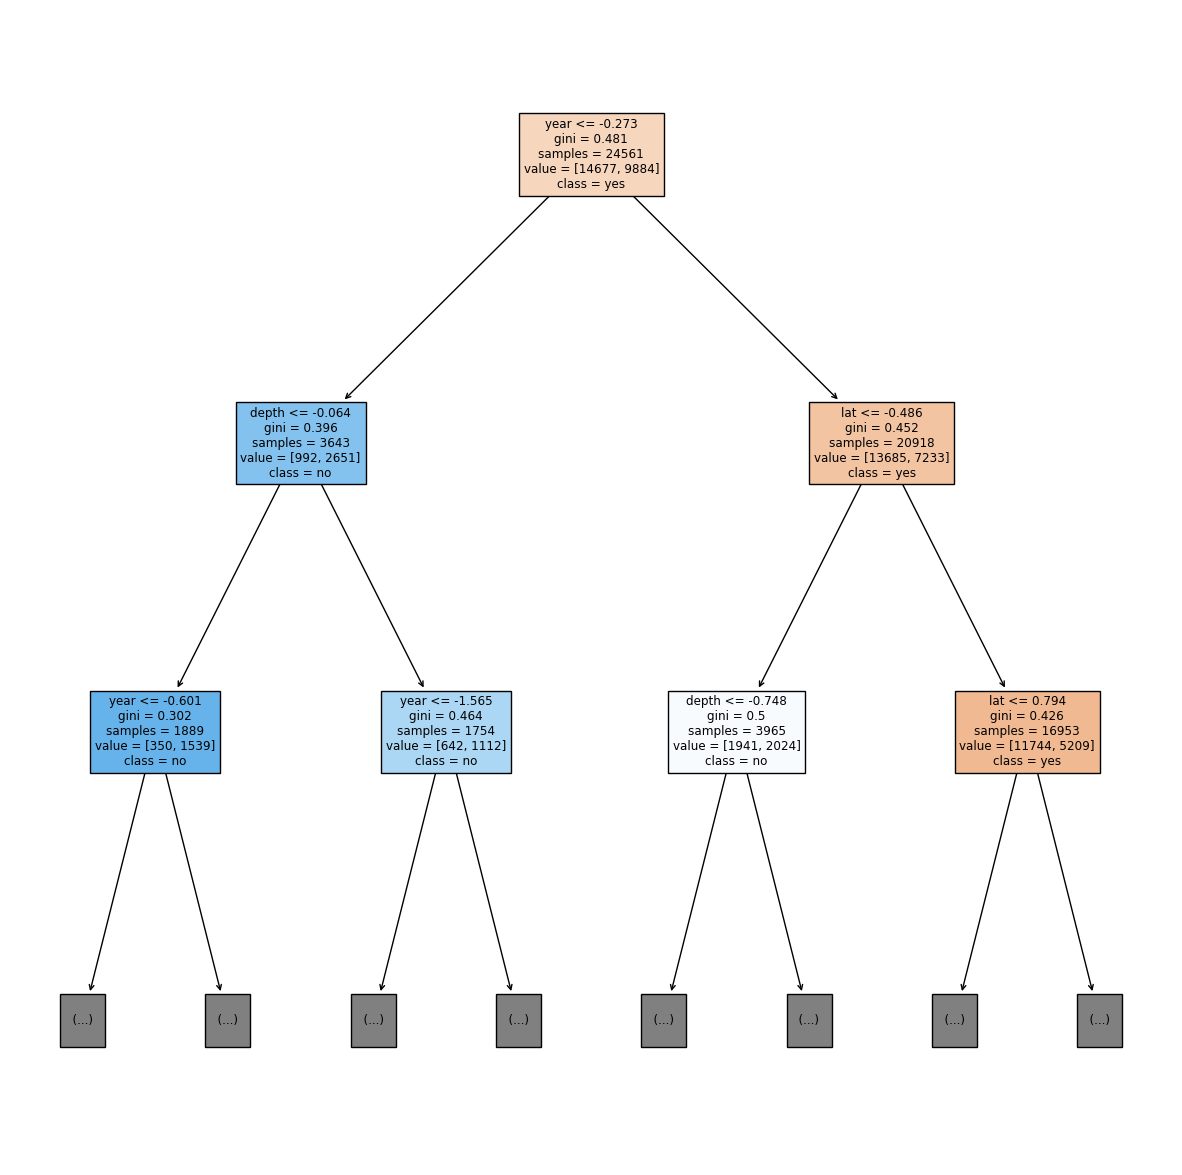 year <= -0.273
gini = 0.481
samples = 24561
value = [14677, 9884]
class = yes
depth <= -0.064
gini = 0.396
samples = 3643
value = [992, 2651]
class = no
lat <= -0.486
gini = 0.452
samples = 20918
value = [13685, 7233]
class = yes
year <= -0.601
gini = 0.302
samples = 1889
value = [350, 1539]
class = no
year <= -1.565
gini = 0.464
samples = 1754
value = [642, 1112]
class = no
depth <= -0.748
gini = 0.5
samples = 3965
value = [1941, 2024]
class = no
lat <= 0.794
gini = 0.426
samples = 16953
value = [11744, 5209]
class = yes
(...)
(...)
(...)
(...)
(...)
(...)
(...)
(...)